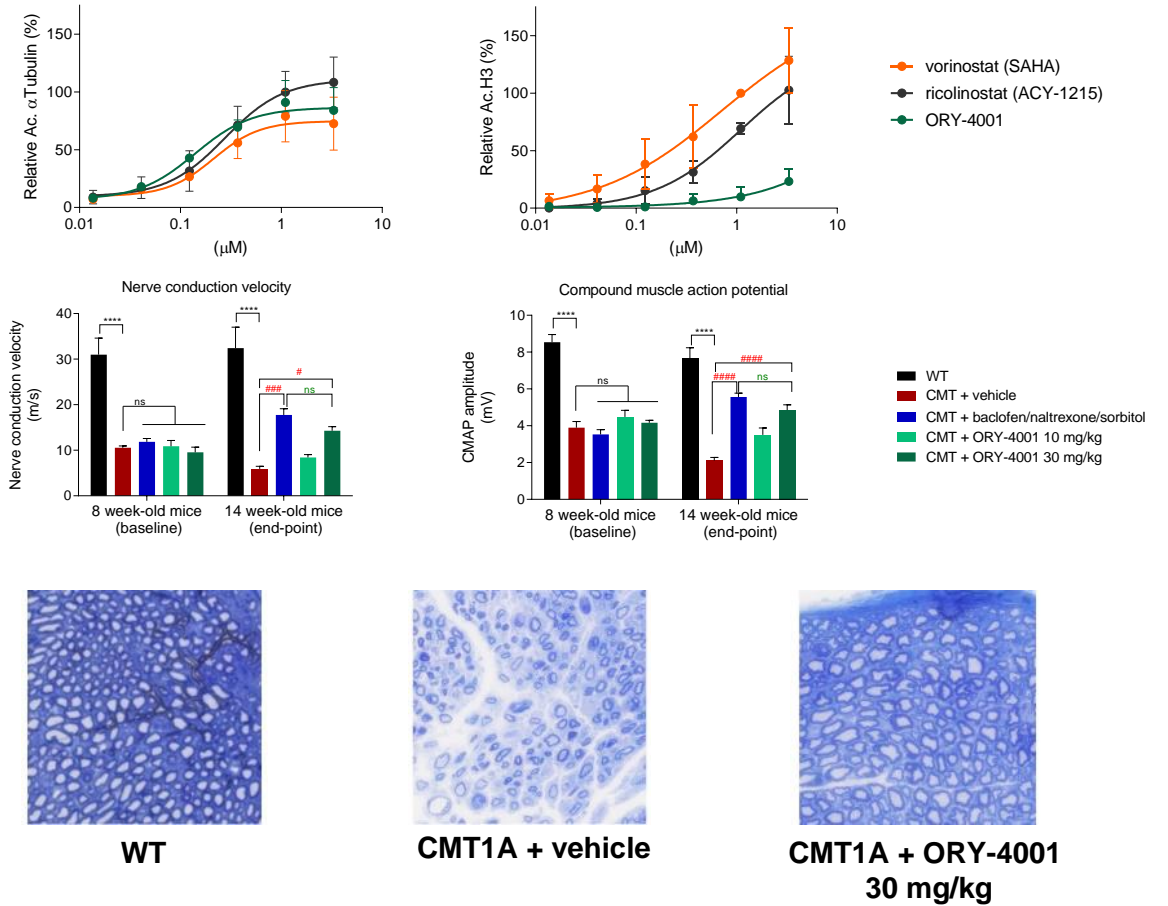 Relative Ac. αTubulin (%)
150
100
50
0
0.01
0.1
1
10
(μM)
Relative Ac.H3 (%)
150
100
50
0
0.01
0.1
1
10
(μM)
vorinostat (SAHA)
ricolinostat (ACY-1215)
ORY-4001
Nerve conduction velocity
Nerve conduction velocity
(m/s)
40
30
20
10
0
****
ns
****
#
###
ns
8 week-old mice
(baseline)
14 week-old mice
(end-point)
Compound muscle action potential
CMAP amplitude
(mV)
10
8
6
4
2
0
****
ns
****
####
####
ns
8 week-old mice
(baseline)
14 week-old mice
(end-point)
WT
CMT + vehicle
CMT + baclofen/naltrexone/sorbitol
CMT + ORY-4001 10 mg/kg
CMT + ORY-4001 30 mg/kg
WT
CMT1A + vehicle
CMT1A + ORY-4001
30 mg/kg